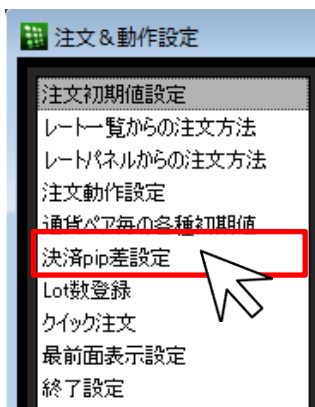 注文＆動作設定
注文初期値設定
レート一覧からの注文方法
レートパネルからの注文方法
注文動作設定
通貨ペア毎の各種初期値
決済pip差設定
Lot数登録
クイック注文
最前面表示設定
終了設定